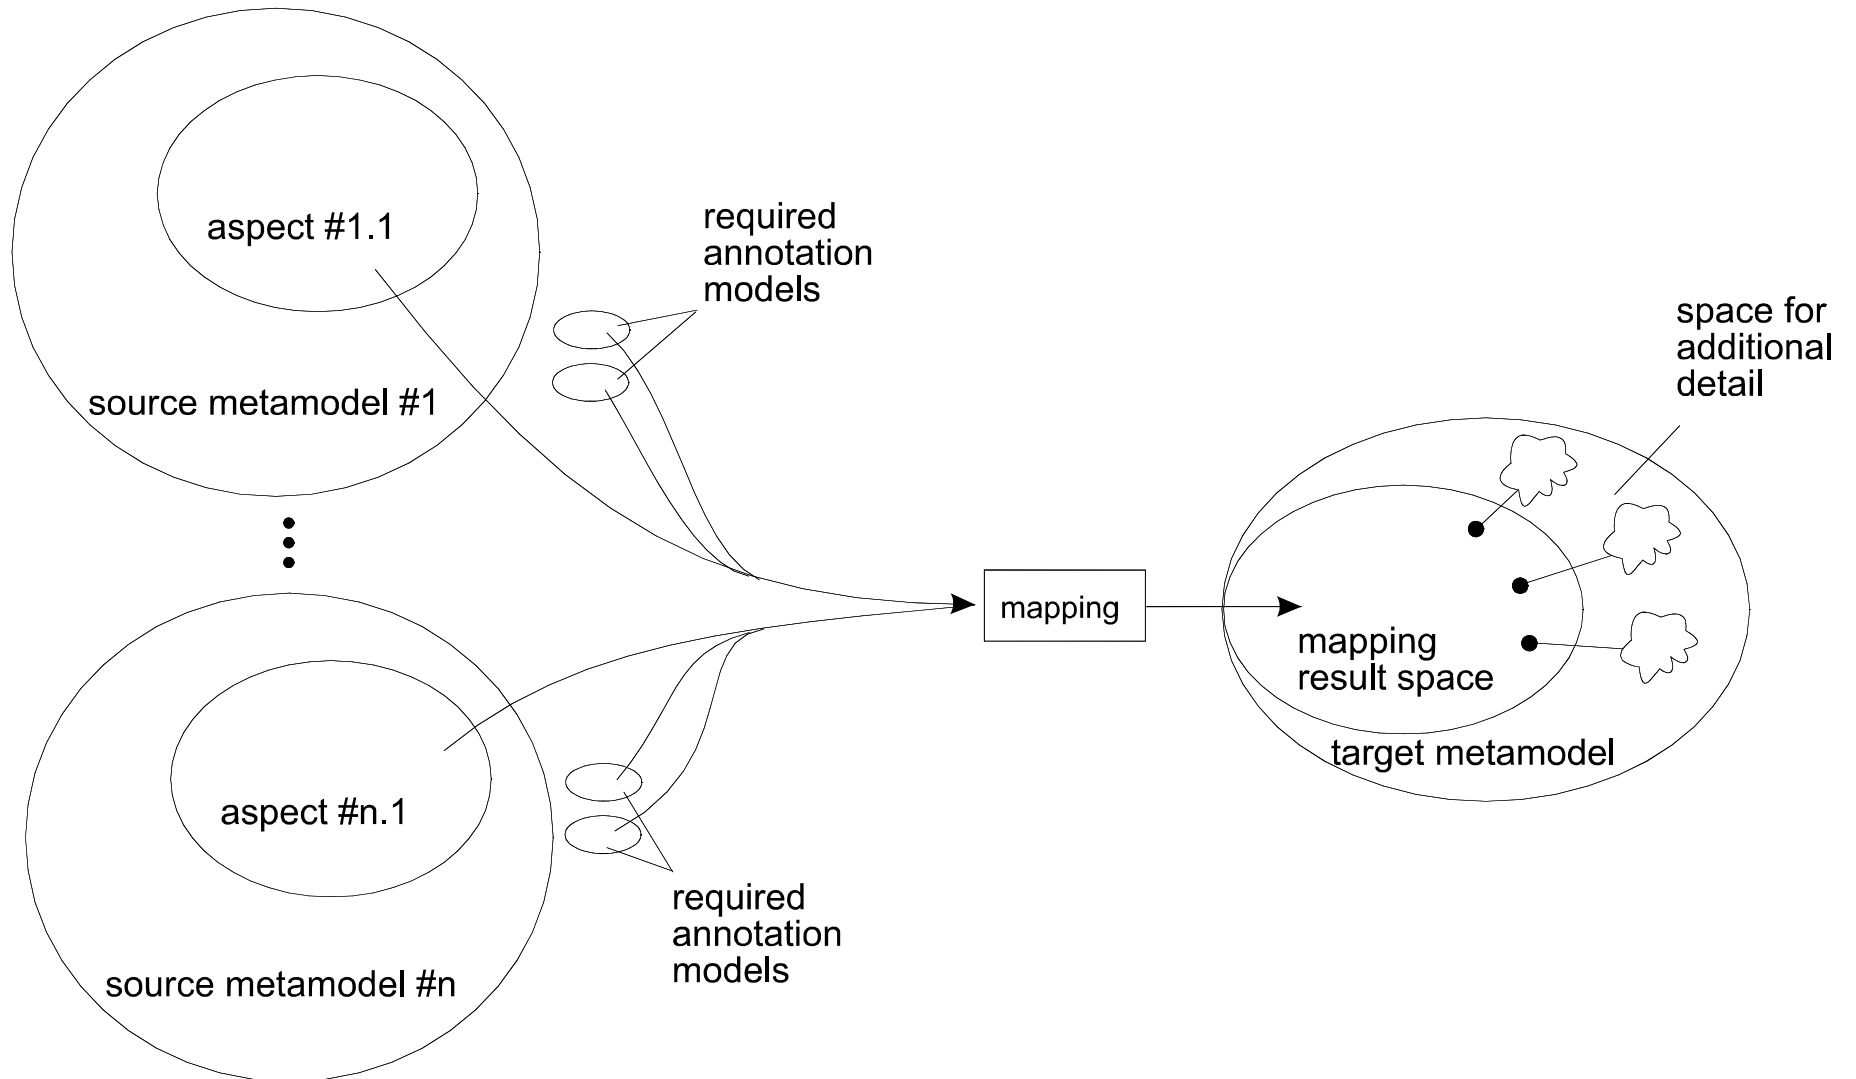 aspect #1.1
source metamodel #1
required
annotation
models
space for
additional
detail
mapping
mapping
result space
target metamodel
aspect #n.1
source metamodel #n
required
annotation
models